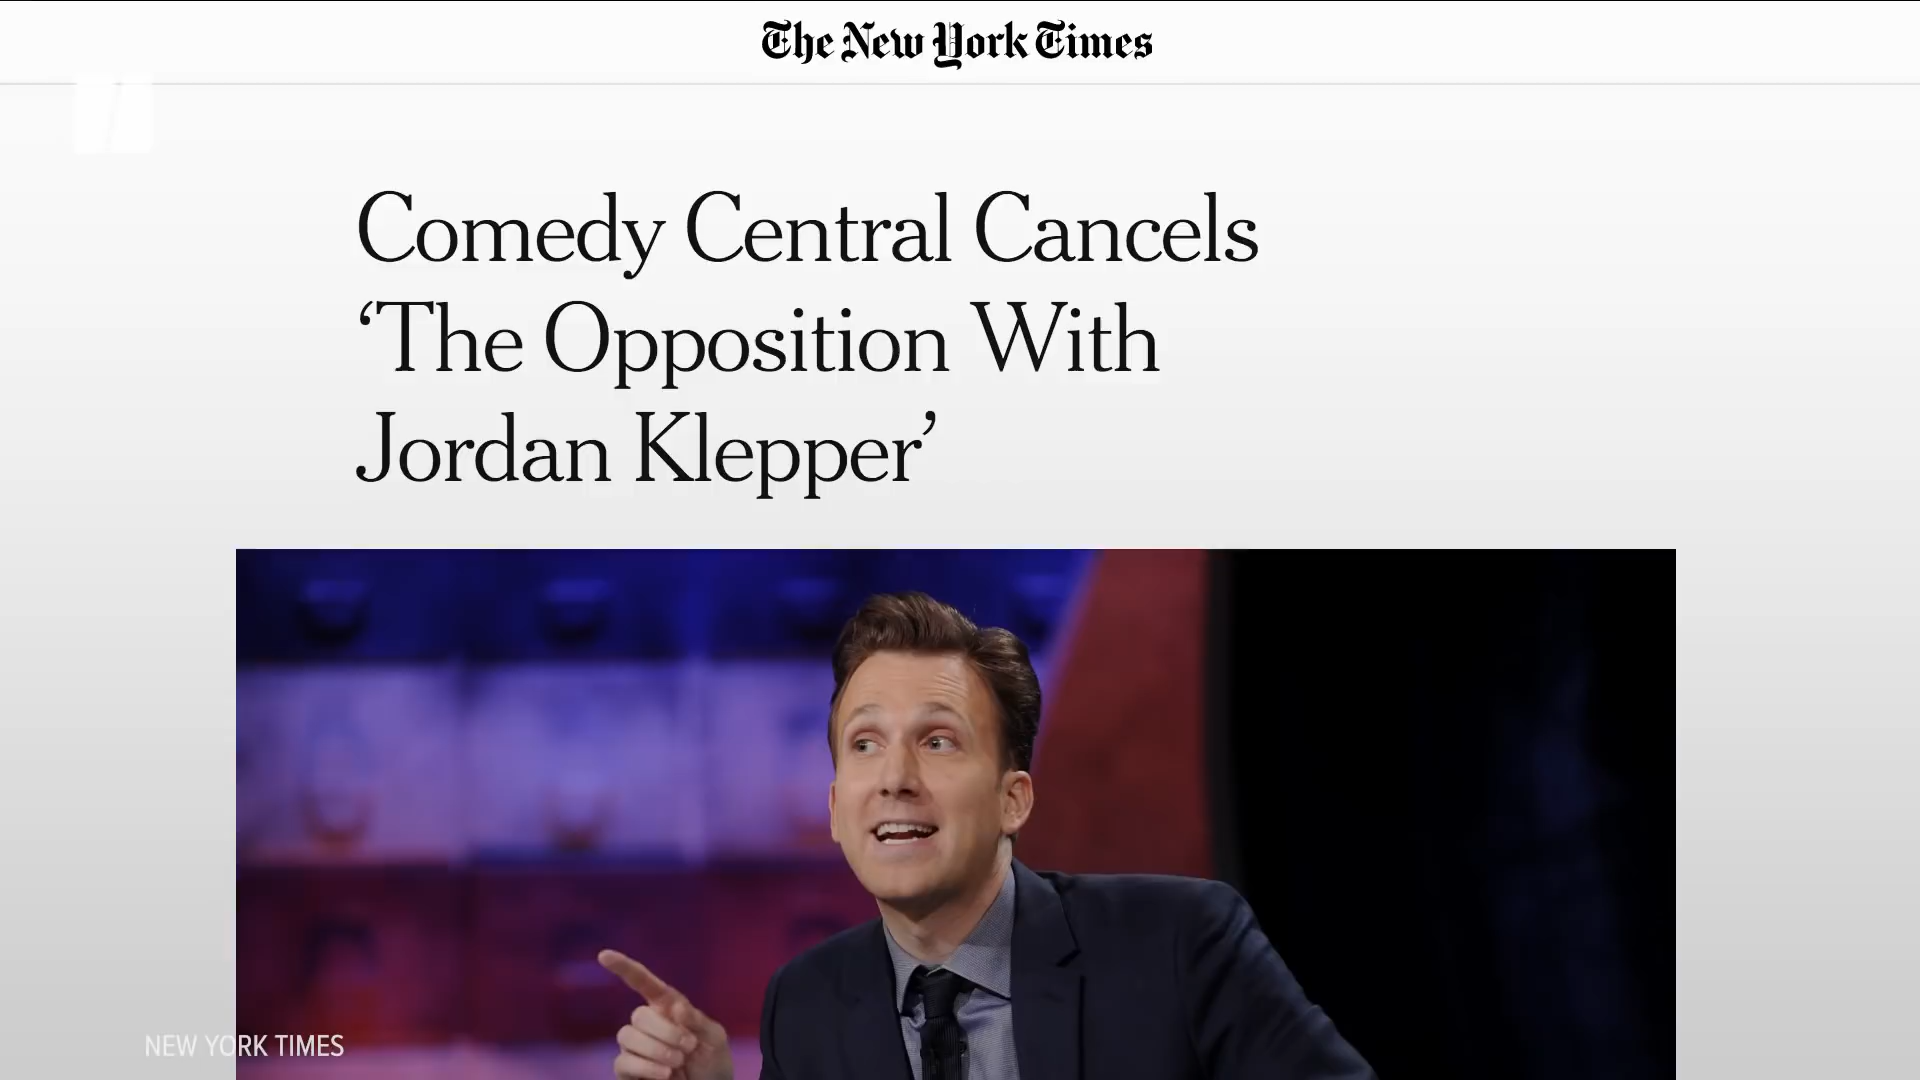 The New York Times
Comedy Central Cancels
‘The Opposition With
Jordan Klepper’
NEW YORK TIMES